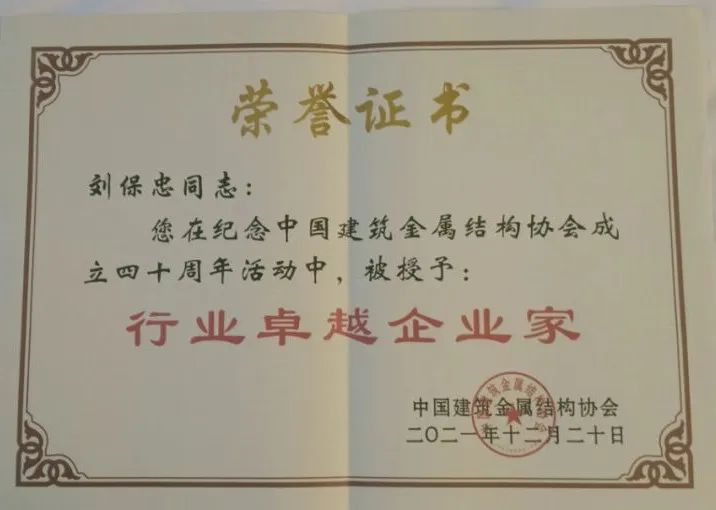 荣誉证书
刘保忠同志：
您在纪念中国建筑金属结构协会成
立四十周年活动中，被授予：
行业卓越企业家
中国建筑金属结构协会
二〇二一年十二月二十日